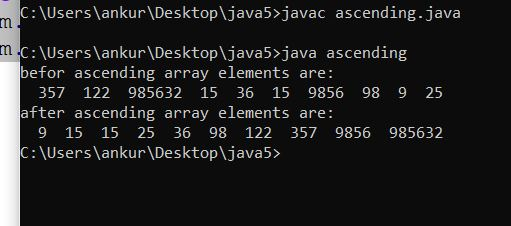 C:\Users\ankur\Desktop\java5>javac ascending.java
C:\Users\ankur\Desktop\java5>java ascending
befor ascending array elements are:
357 122 985632 15 36 15 9856 98 9 25
after ascending array elements are:
9 15 15 25 36 98 122 357 9856 985632
C:\Users\ankur\Desktop\java5>